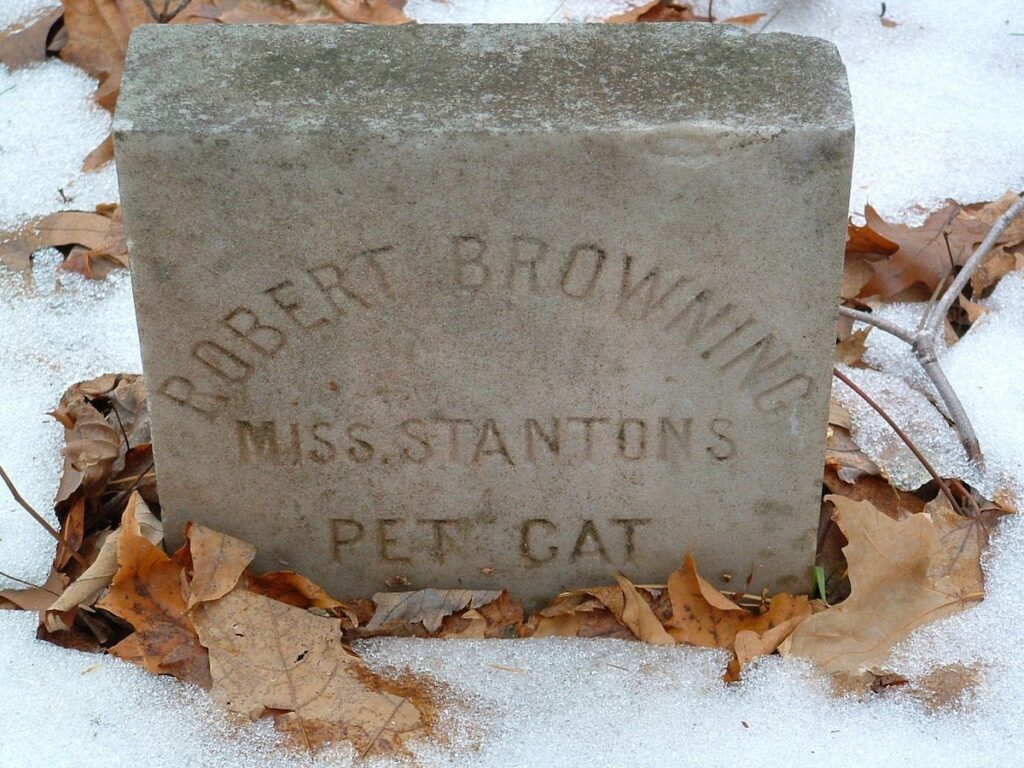 ROBERT BROWNING
MISS. STANTONS
PET CAT